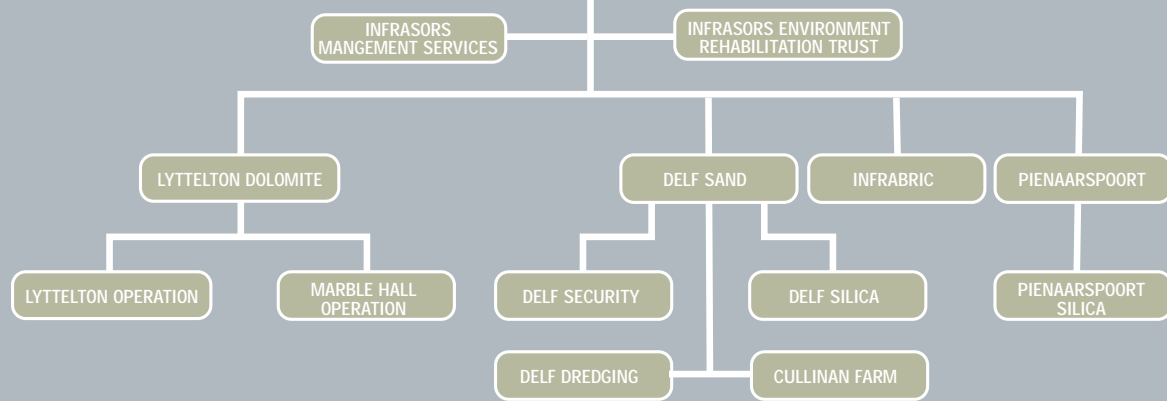 INFRASORS
MANGEMENT SERVICES
INFRASORS ENVIRONMENT
REHABILITATION TRUST
LYTTELTON DOLOMITE
DELF SAND
INFRABRIC
PIENAARSPOORT
LYTTELTON OPERATION
MARBLE HALL
OPERATION
DELF SECURITY
DELF SILICA
PIENAARSPOORT
SILICA
DELF DREDGING
CULLINAN FARM